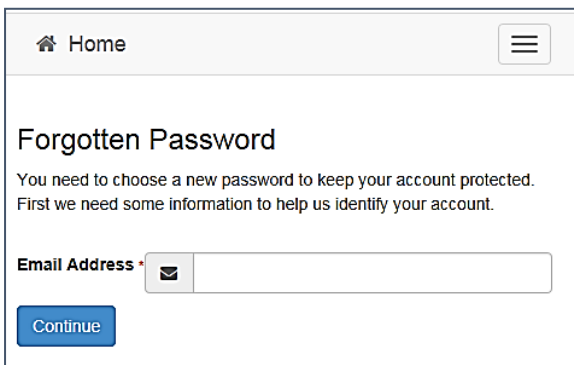 Home
Forgotten Password
You need to choose a new password to keep your account protected.
First we need some information to help us identify your account.
Email Address *
Continue